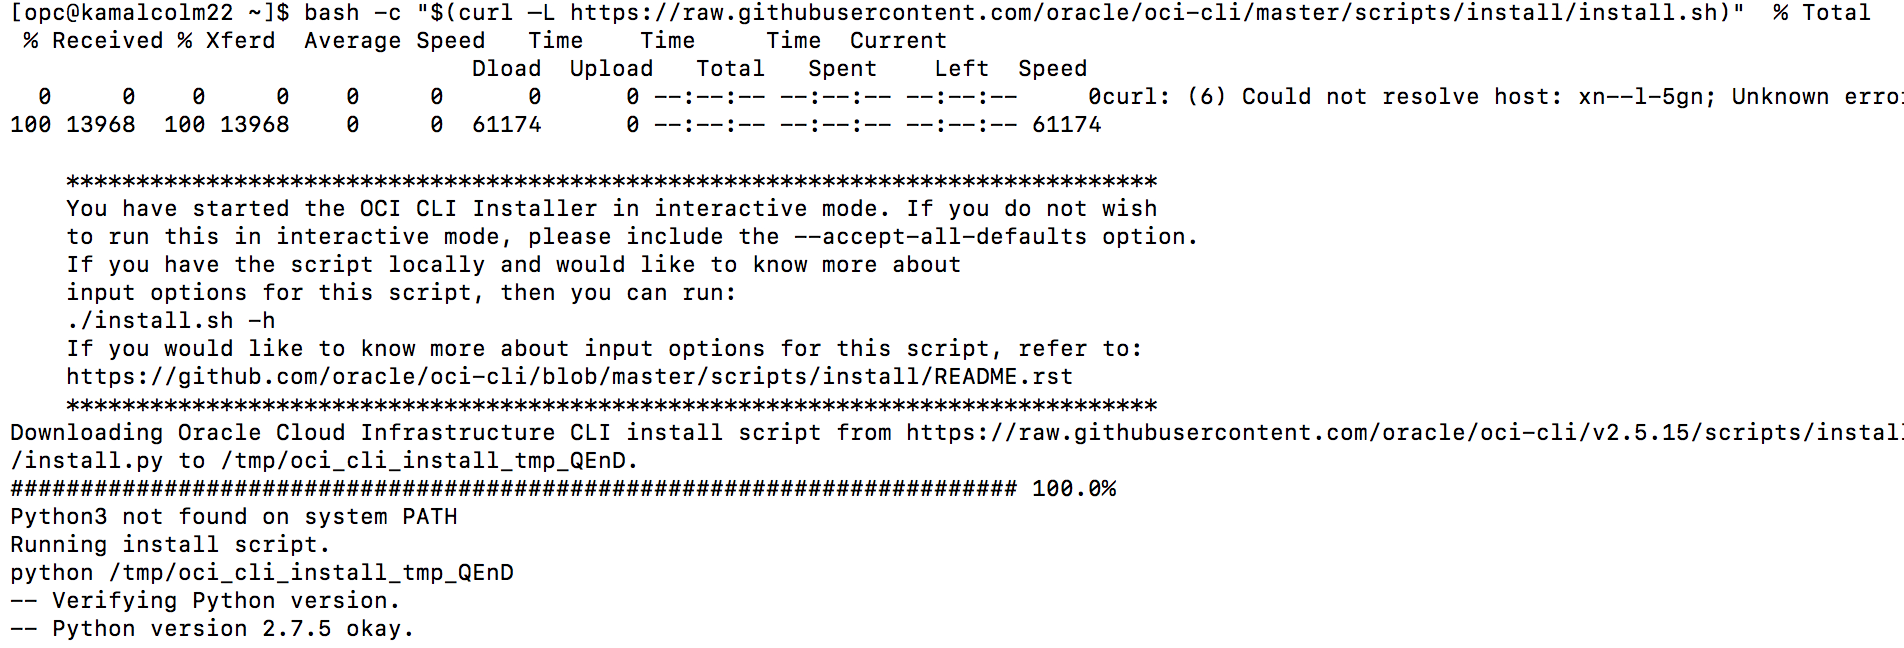 [opc@kamalcolm22 ~]$ bash -c "$(curl —L https://raw.githubusercontent.com/oracle/oci-cli/master/scripts/install/install.sh)"  % Total
% Received % Xferd  Average Speed   Time    Time     Time  Current
Dload  Upload   Total   Spent    Left  Speed
0     0   0     0    0     0      0      0 --:--:-- --:--:-- --:--:--     0curl: (6) Could not resolve host: xn--l-5gn; Unknown error
100 13968  100 13968    0     0  61174      0 --:--:-- --:--:-- --:--:-- 61174
******************************************************************************
You have started the OCI CLI Installer in interactive mode. If you do not wish
to run this in interactive mode, please include the --accept-all-defaults option.
If you have the script locally and would like to know more about
input options for this script, then you can run:
./install.sh -h
If you would like to know more about input options for this script, refer to:
https://github.com/oracle/oci-cli/blob/master/scripts/install/README.rst
******************************************************************************
Downloading Oracle Cloud Infrastructure CLI install script from https://raw.githubusercontent.com/oracle/oci-cli/v2.5.15/scripts/install
/install.py to /tmp/oci_cli_install_tmp_QEnD.
######################################################################## 100.0%
Python3 not found on system PATH
Running install script.
python /tmp/oci_cli_install_tmp_QEnD
-- Verifying Python version.
-- Python version 2.7.5 okay.